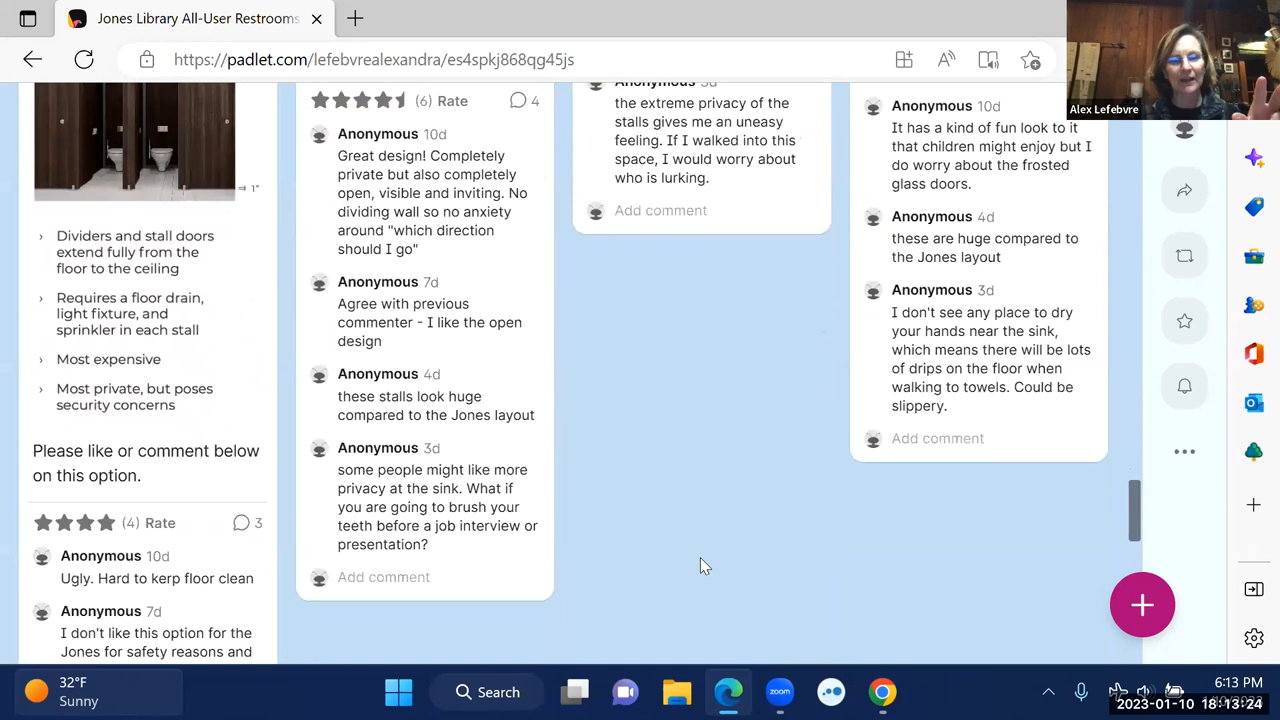 Jones Library All-User Restrooms
https://padlet.com/lefebvrealexandra/es4spkj868qg45js
Alex Lefebvre
1"
Dividers and stall doors
extend fully from the
floor to the ceiling
Requires a floor drain,
light fixture, and
sprinkler in each stall
Most expensive
Most private, but poses
security concerns
Please like or comment below
on this option.
(4) Rate
3
Anonymous 10d
Ugly. Hard to kerp floor clean
Anonymous 7d
I don't like this option for the
Jones for safety reasons and
(6) Rate
4
Anonymous 10d
Great design! Completely
private but also completely
open, visible and inviting. No
dividing wall so no anxiety
around "which direction
should I go"
Anonymous 7d
Agree with previous
commenter - I like the open
design
Anonymous 4d
these stalls look huge
compared to the Jones layout
Anonymous 3d
some people might like more
privacy at the sink. What if
you are going to brush your
teeth before a job interview or
presentation?
Add comment
Anonymous 3d
the extreme privacy of the
stalls gives me an uneasy
feeling. If I walked into this
space, I would worry about
who is lurking.
Add comment
Anonymous 10d
It has a kind of fun look to it
that children might enjoy but I
do worry about the frosted
glass doors.
Anonymous 4d
these are huge compared to
the Jones layout
Anonymous 3d
I don't see any place to dry
your hands near the sink,
which means there will be lots
of drips on the floor when
walking to towels. Could be
slippery.
Add comment
32°F
Sunny
Search
zoom
6:13 PM
2023-01-10 18:13:24